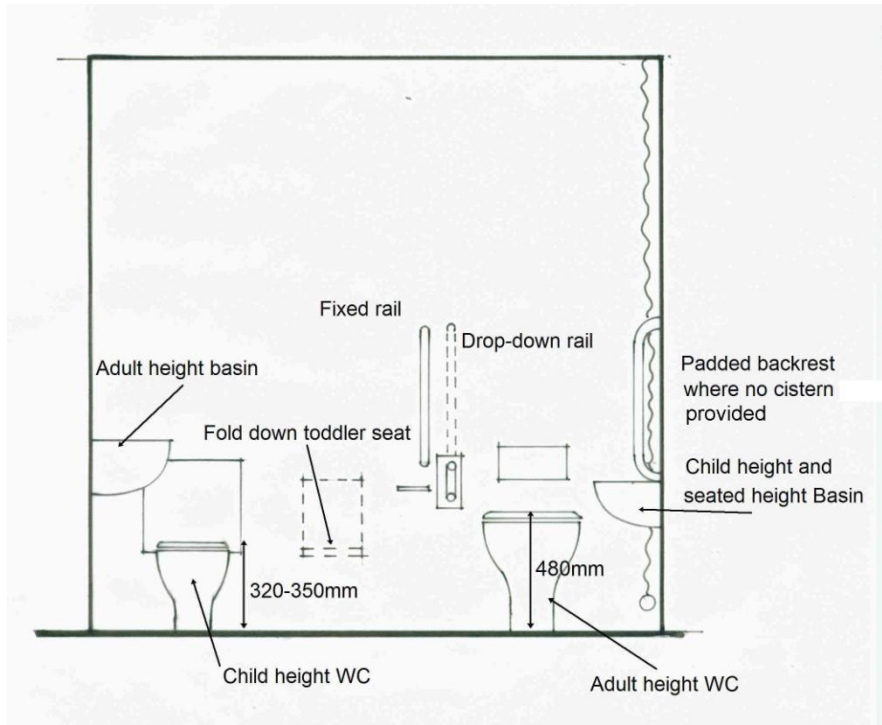 Fixed rail
Drop-down rail
Adult height basin
Padded backrest
where no cistern
provided
Fold down toddler seat
Child height and
seated height Basin
480mm
320-350mm
Child height WC
Adult height WC